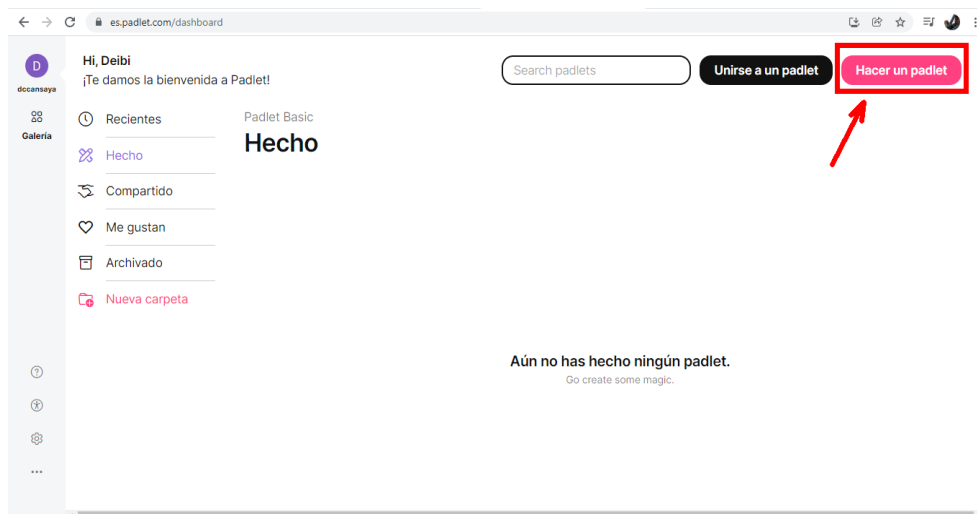 es.padlet.com/dashboard
D
dccansaya
Galería
Hi, Deibi
¡Te damos la bienvenida a Padlet!
Search padlets
Unirse a un padlet
Hacer un padlet
Recientes
Hecho
Compartido
Me gustan
Archivado
Nueva carpeta
Padlet Basic
Hecho
Aún no has hecho ningún padlet.
Go create some magic.